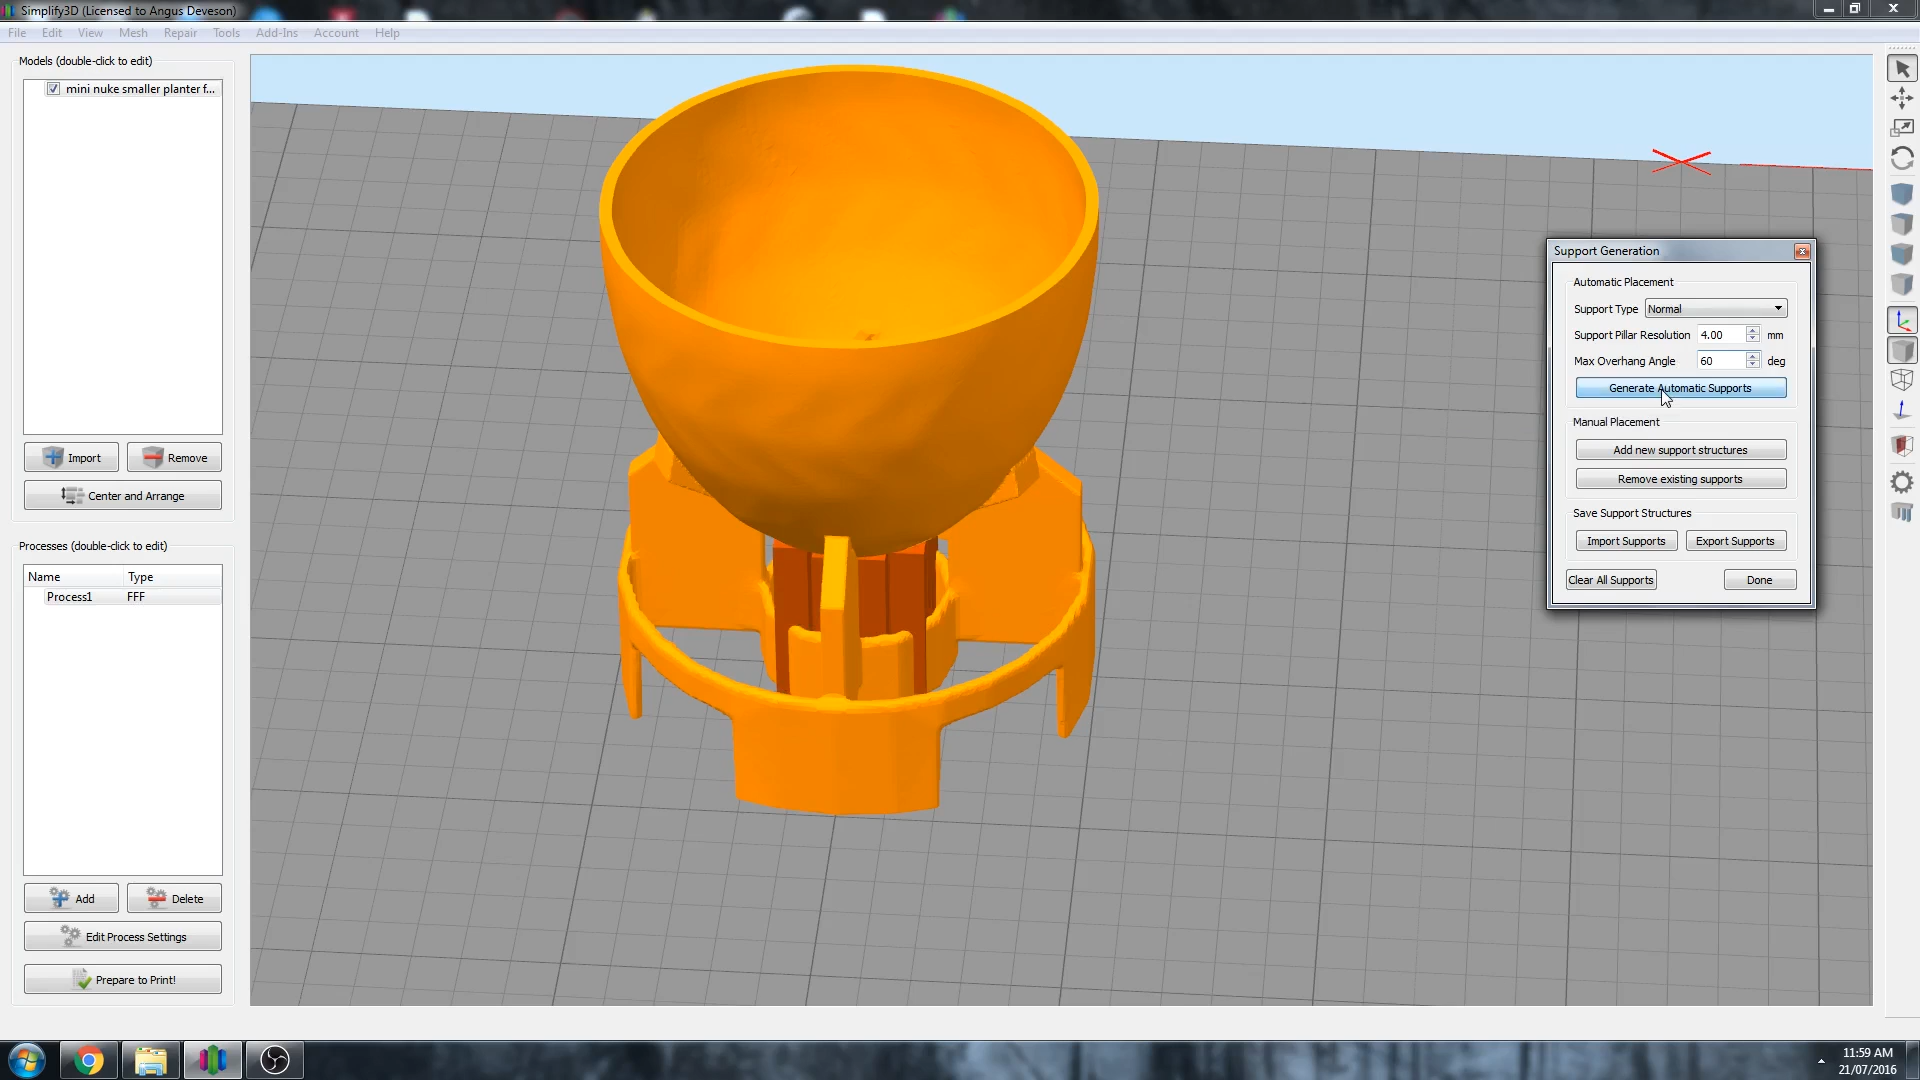 Simplify3D (Licensed to Angus Deveson)
File Edit View Mesh Repair Tools Add-Ins Account Help
Models (double-click to edit)
mini nuke smaller planter f...
Import Remove
Center and Arrange
Processes (double-click to edit)
Name Type
Process1 FFF
Add Delete
Edit Process Settings
Prepare to Print!
Support Generation
Automatic Placement
Support Type Normal
Support Pillar Resolution 4.00 mm
Max Overhang Angle 60 deg
Generate Automatic Supports
Manual Placement
Add new support structures
Remove existing supports
Save Support Structures
Import Supports Export Supports
Clear All Supports Done
11:59 AM
21/07/2016